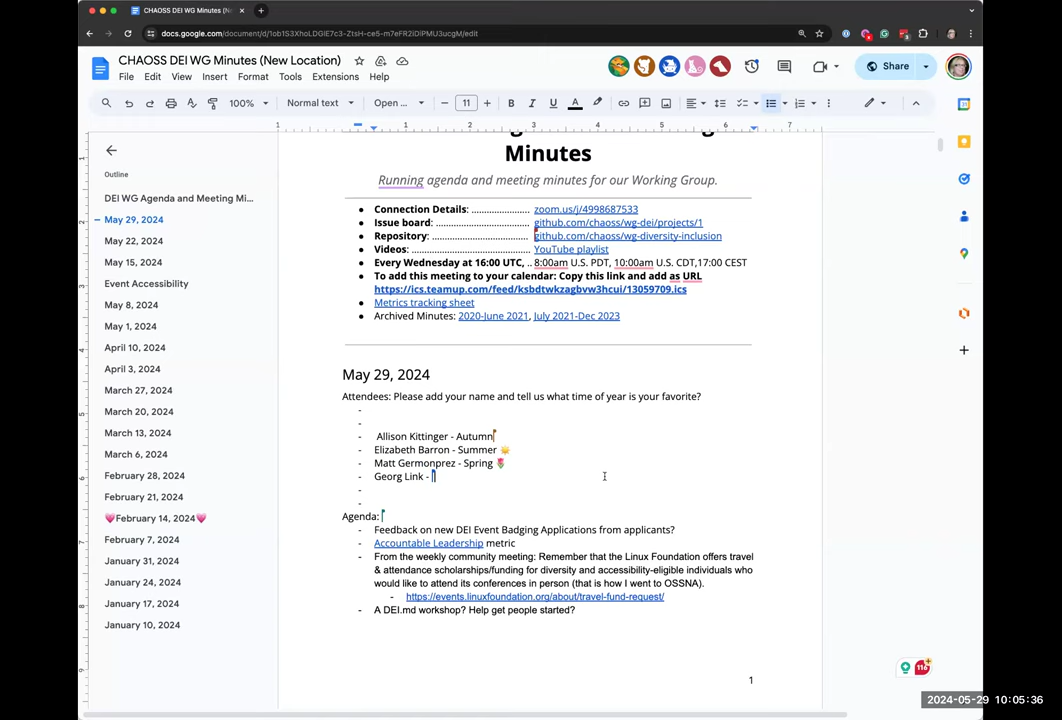 CHAOSS DEI WG Minutes (Ne
docs.google.com/document/d/1ob1S3XhoLDGIE7c3-ZtsH-ce5-m7eFR2iDiPMU3ucgM/edit
CHAOSS DEI WG Minutes (New Location)
File Edit View Insert Format Tools Extensions Help
Share
100% Normal text Open ... 11
Outline
DEI WG Agenda and Meeting Mi...
May 29, 2024
May 22, 2024
May 15, 2024
Event Accessibility
May 8, 2024
May 1, 2024
April 10, 2024
April 3, 2024
March 27, 2024
March 20, 2024
March 13, 2024
March 6, 2024
February 28, 2024
February 21, 2024
💗February 14, 2024💗
February 7, 2024
January 31, 2024
January 24, 2024
January 17, 2024
January 10, 2024
Minutes
Running agenda and meeting minutes for our Working Group.
● Connection Details: ....................... zoom.us/j/4998687533
● Issue board: ................................... github.com/chaoss/wg-dei/projects/1
● Repository: ..................................... github.com/chaoss/wg-diversity-inclusion
● Videos: ............................................ YouTube playlist
● Every Wednesday at 16:00 UTC, .. 8:00am U.S. PDT, 10:00am U.S. CDT,17:00 CEST
● To add this meeting to your calendar: Copy this link and add as URL
https://ics.teamup.com/feed/ksbdtwkzagbvw3hcui/13059709.ics
● Metrics tracking sheet
● Archived Minutes: 2020-June 2021, July 2021-Dec 2023
May 29, 2024
Attendees: Please add your name and tell us what time of year is your favorite?
-
-
- Allison Kittinger - Autumn
- Elizabeth Barron - Summer ☀️
- Matt Germonprez - Spring 🌷
- Georg Link -
-
-
Agenda:
- Feedback on new DEI Event Badging Applications from applicants?
- Accountable Leadership metric
- From the weekly community meeting: Remember that the Linux Foundation offers travel
& attendance scholarships/funding for diversity and accessibility-eligible individuals who
would like to attend its conferences in person (that is how I went to OSSNA).
- https://events.linuxfoundation.org/about/travel-fund-request/
- A DEI.md workshop? Help get people started?
1
116
2024-05-29 10:05:36